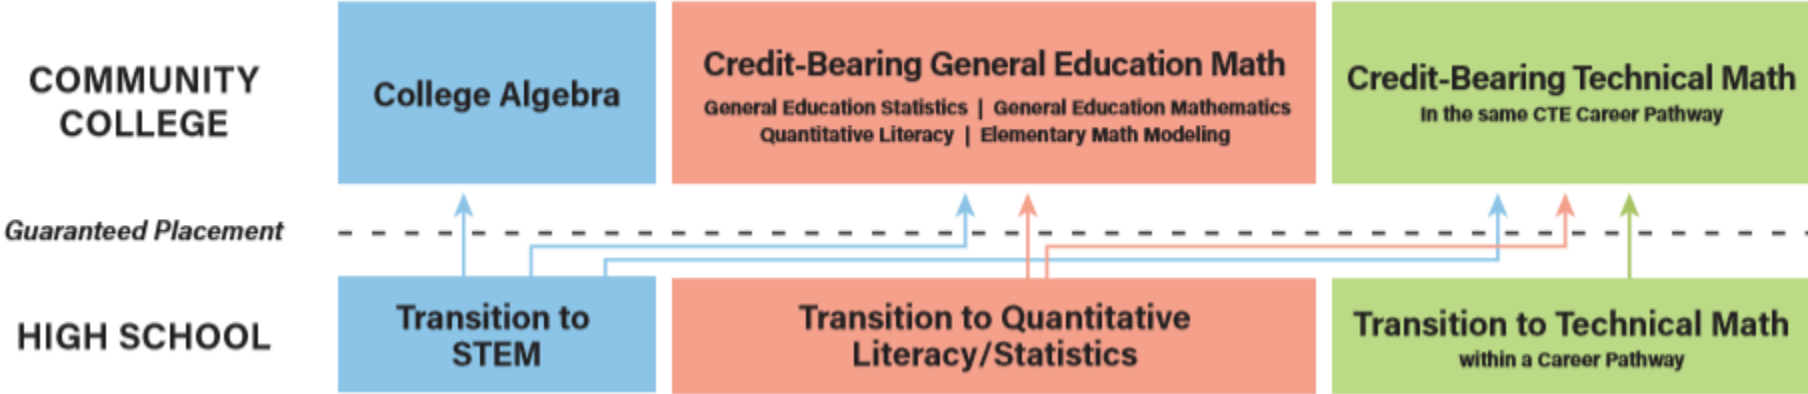 COMMUNITY
COLLEGE
College Algebra
Credit-Bearing General Education Math
General Education Statistics | General Education Mathematics
Quantitative Literacy | Elementary Math Modeling
Credit-Bearing Technical Math
In the same CTE Career Pathway
Guaranteed Placement
HIGH SCHOOL
Transition to
STEM
Transition to Quantitative
Literacy/Statistics
Transition to Technical Math
within a Career Pathway